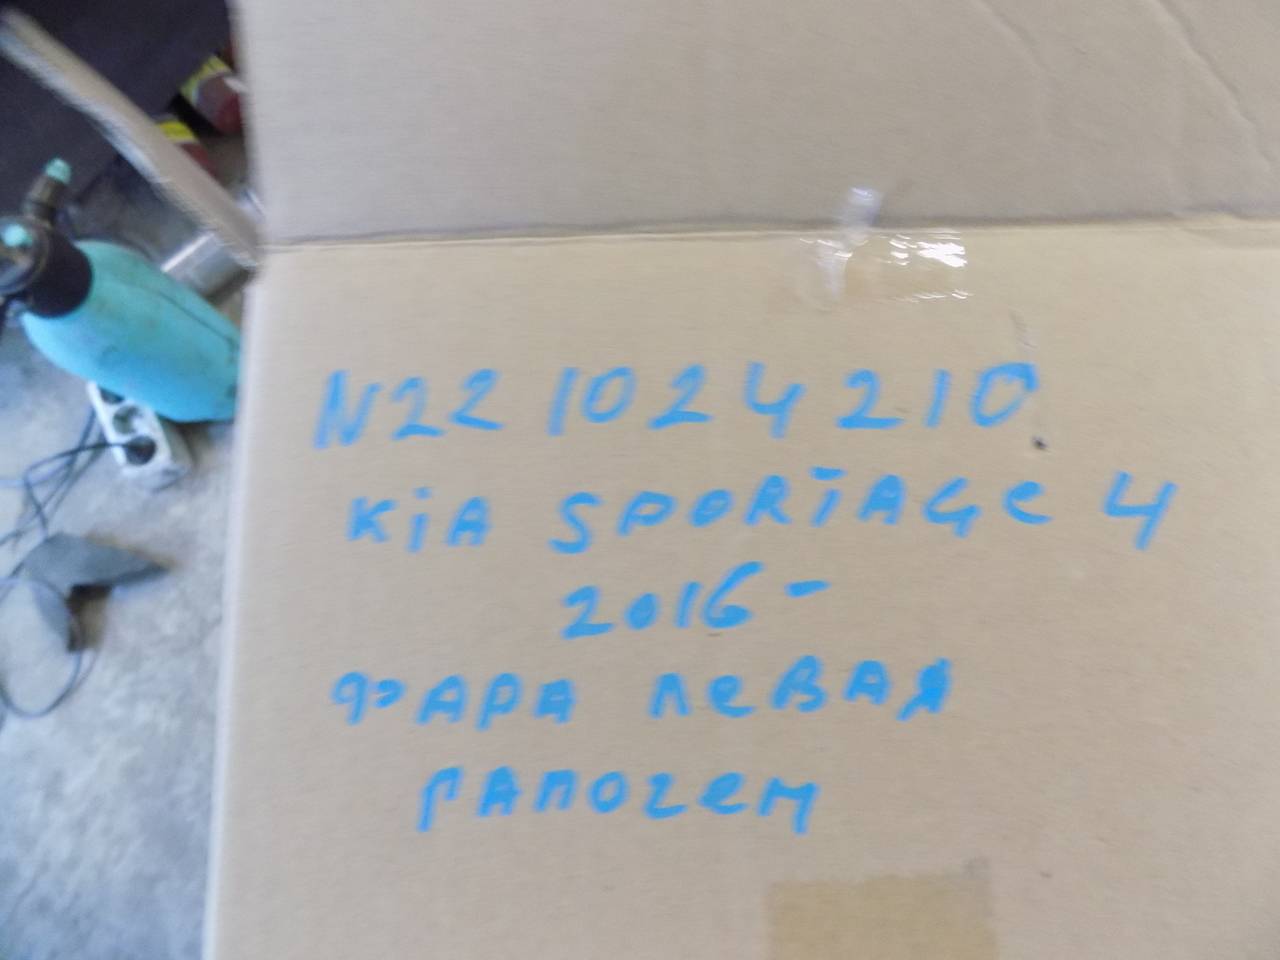 N221024210
KiA SPORTAGE 4
2016-
ФАРА ЛЕВАЯ
ГАЛОГЕН